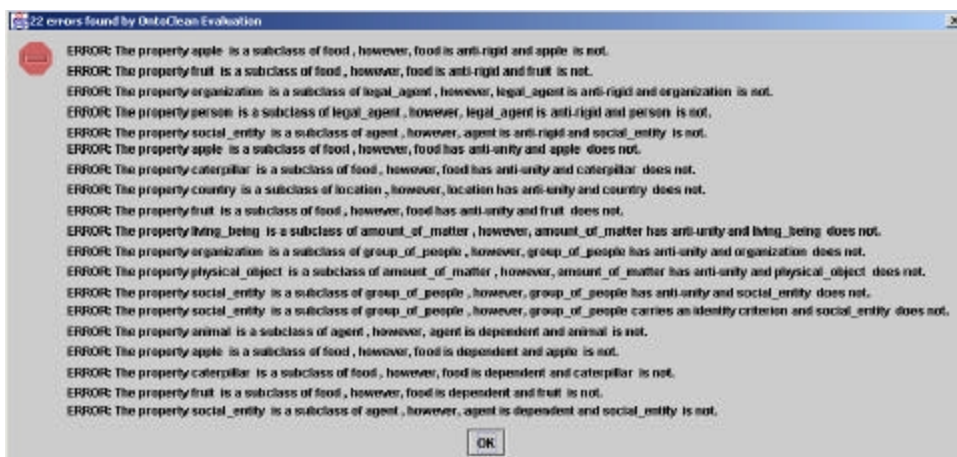 22 errors found by OntoClean Evaluation
ERROR: The property apple is a subclass of food , however, food is anti-rigid and apple is not.
ERROR: The property fruit is a subclass of food , however, food is anti-rigid and fruit is not.
ERROR: The property organization is a subclass of legal_agent , however, legal_agent is anti-rigid and organization is not.
ERROR: The property person is a subclass of legal_agent , however, legal_agent is anti-rigid and person is not.
ERROR: The property social_entity is a subclass of agent , however, agent is anti-rigid and social_entity is not.
ERROR: The property apple is a subclass of food , however, food has anti-unity and apple does not.
ERROR: The property caterpillar is a subclass of food , however, food has anti-unity and caterpillar does not.
ERROR: The property country is a subclass of location , however, location has anti-unity and country does not.
ERROR: The property fruit is a subclass of food , however, food has anti-unity and fruit does not.
ERROR: The property living_being is a subclass of amount_of_matter , however, amount_of_matter has anti-unity and living_being does not.
ERROR: The property organization is a subclass of group_of_people , however, group_of_people has anti-unity and organization does not.
ERROR: The property physical_object is a subclass of amount_of_matter , however, amount_of_matter has anti-unity and physical_object does not.
ERROR: The property social_entity is a subclass of group_of_people , however, group_of_people has anti-unity and social_entity does not.
ERROR: The property social_entity is a subclass of group_of_people , however, group_of_people carries an identity criterion and social_entity does not.
ERROR: The property animal is a subclass of agent , however, agent is dependent and animal is not.
ERROR: The property apple is a subclass of food , however, food is dependent and apple is not.
ERROR: The property caterpillar is a subclass of food , however, food is dependent and caterpillar is not.
ERROR: The property fruit is a subclass of food , however, food is dependent and fruit is not.
ERROR: The property social_entity is a subclass of agent , however, agent is dependent and social_entity is not.
OK